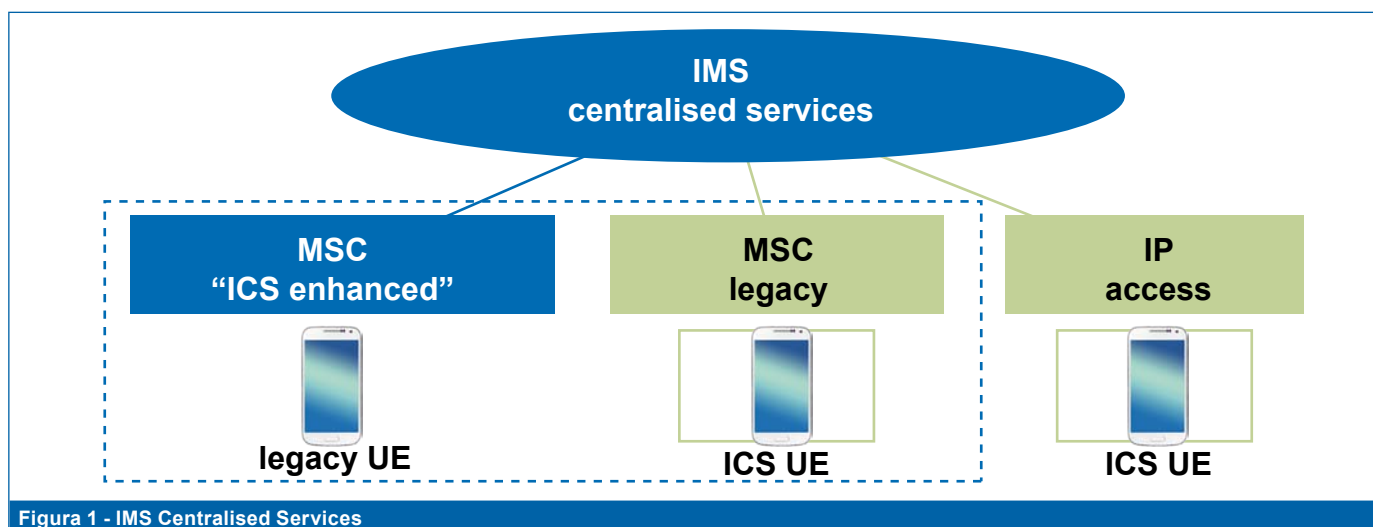 IMS
centralised services
MSC
“ICS enhanced”
MSC
legacy
IP
access
legacy UE
ICS UE
ICS UE
Figura 1 - IMS Centralised Services